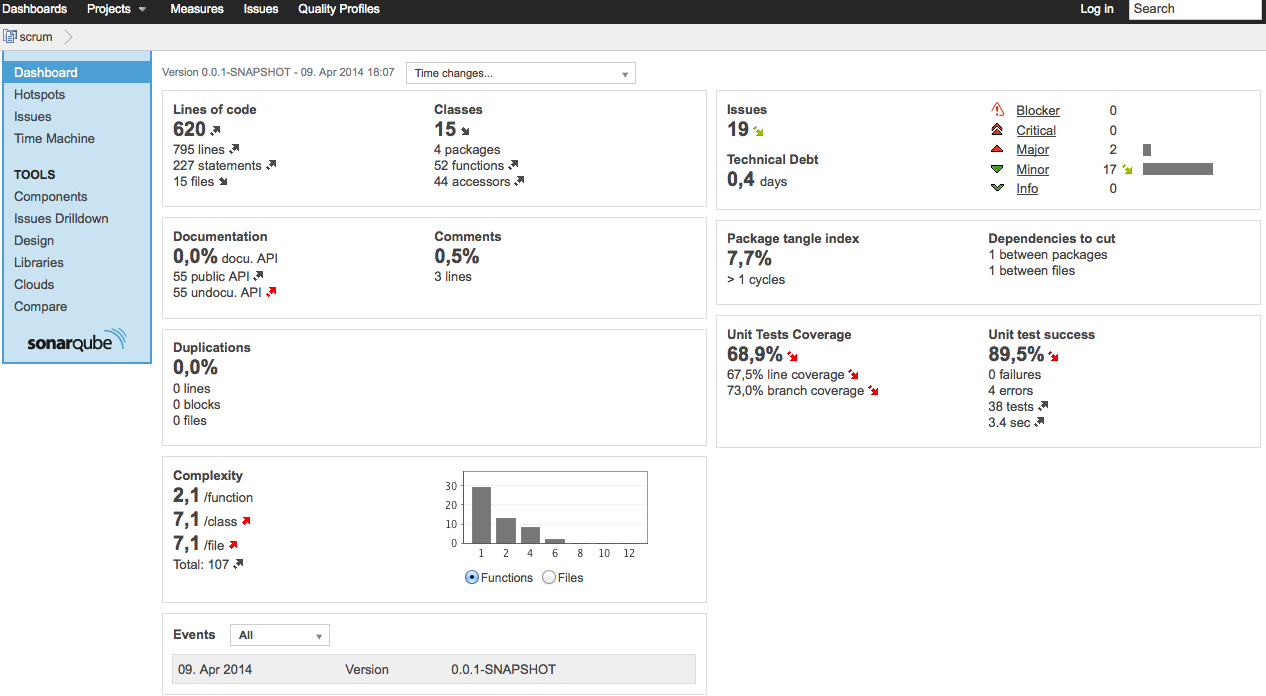 Dashboards Projects Measures Issues Quality Profiles Log in Search
scrum
Dashboard
Hotspots
Issues
Time Machine
TOOLS
Components
Issues Drilldown
Design
Libraries
Clouds
Compare
sonarqube
Version 0.0.1-SNAPSHOT - 09. Apr 2014 18:07 Time changes...
Lines of code
620
795 lines
227 statements
15 files
Classes
15
4 packages
52 functions
44 accessors
Documentation
0,0% docu. API
55 public API
55 undocu. API
Comments
0,5%
3 lines
Duplications
0,0%
0 lines
0 blocks
0 files
Complexity
2,1 /function
7,1 /class
7,1 /file
Total: 107
30
20
10
0
1 2 4 6 8 10 12
Functions Files
Events All
09. Apr 2014 Version 0.0.1-SNAPSHOT
Issues
19
Technical Debt
0,4 days
Blocker 0
Critical 0
Major 2
Minor 17
Info 0
Package tangle index
7,7%
> 1 cycles
Dependencies to cut
1 between packages
1 between files
Unit Tests Coverage
68,9%
67,5% line coverage
73,0% branch coverage
Unit test success
89,5%
0 failures
4 errors
38 tests
3.4 sec